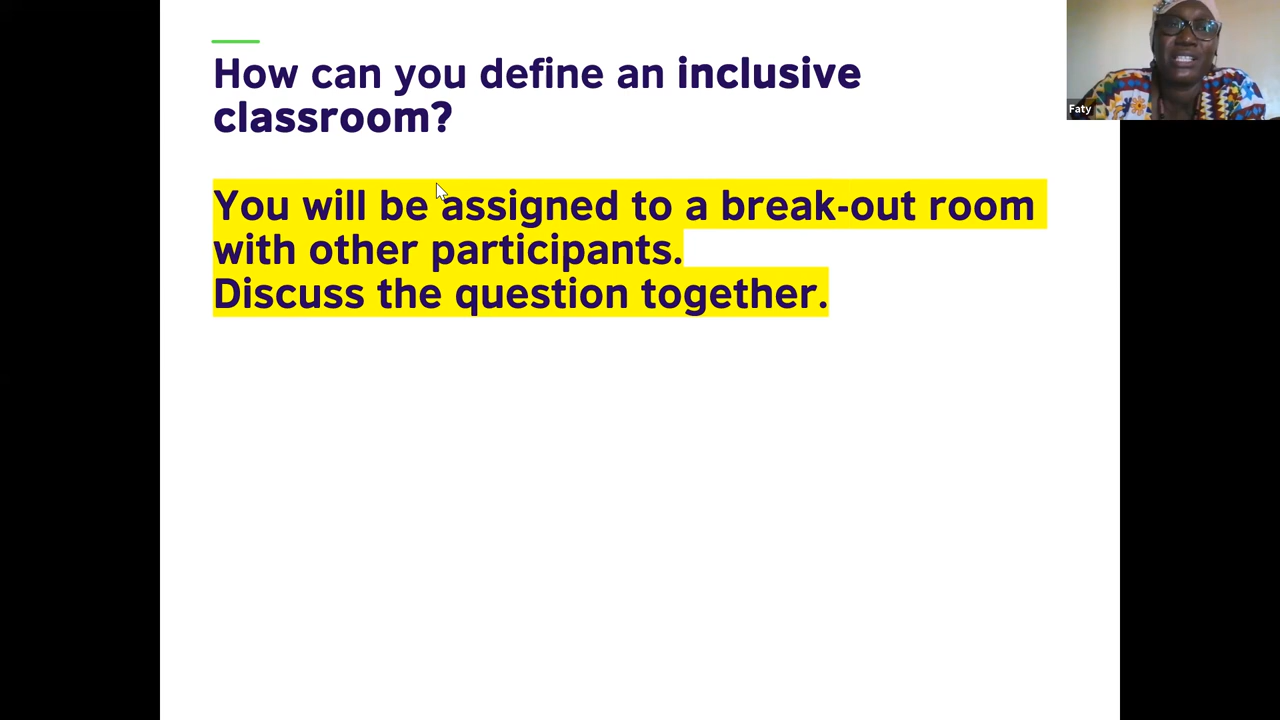 How can you define an inclusive
classroom?
You will be assigned to a break-out room
with other participants.
Discuss the question together.
Faty